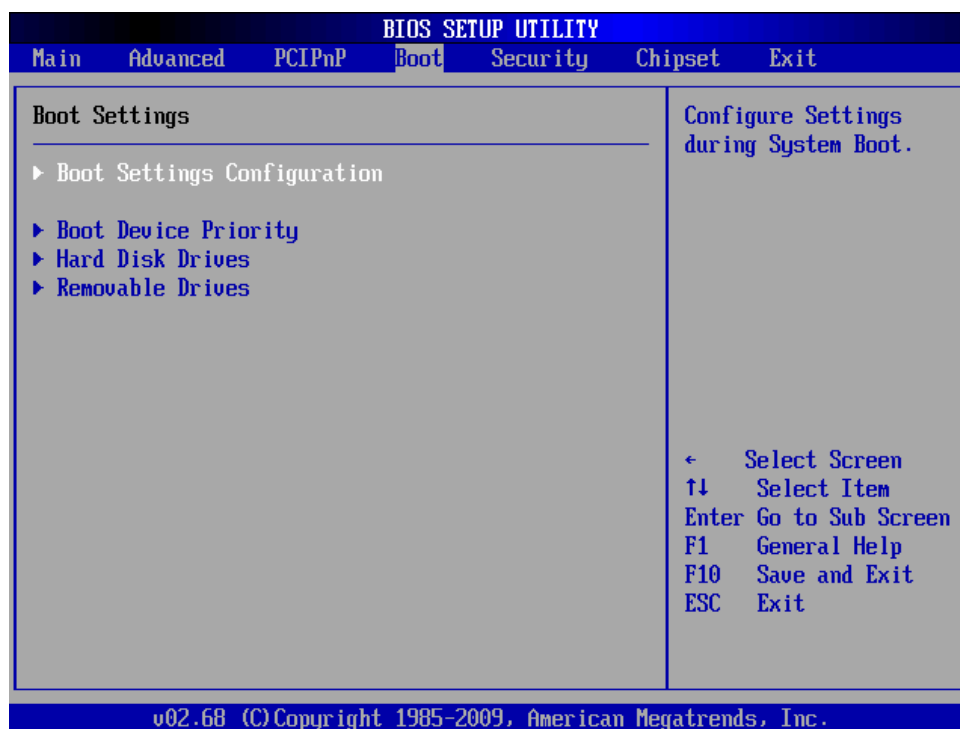 BIOS SETUP UTILITY
Main Advanced PCIPnP Boot Security Chipset Exit
Boot Settings
▶ Boot Settings Configuration
▶ Boot Device Priority
▶ Hard Disk Drives
▶ Removable Drives
Configure Settings
during System Boot.
← Select Screen
↑↓ Select Item
Enter Go to Sub Screen
F1 General Help
F10 Save and Exit
ESC Exit
v02.68 (C)Copyright 1985-2009, American Megatrends, Inc.